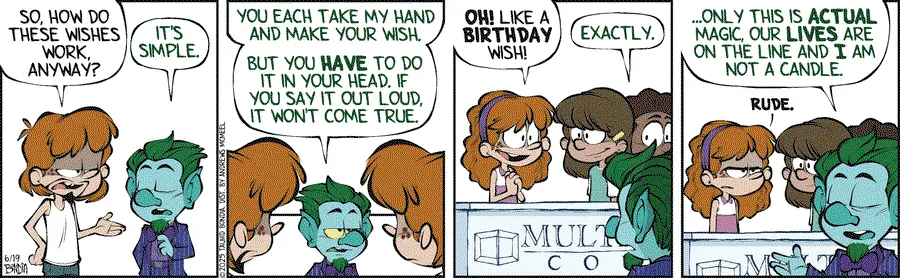 SO, HOW DO
THESE WISHES
WORK,
ANYWAY?
IT'S
SIMPLE.
6/19
BONDIA
YOU EACH TAKE MY HAND
AND MAKE YOUR WISH.
BUT YOU HAVE TO DO
IT IN YOUR HEAD. IF
YOU SAY IT OUT LOUD,
IT WON'T COME TRUE.
OH! LIKE A
BIRTHDAY
WISH!
EXACTLY.
MULT
CO
...ONLY THIS IS ACTUAL
MAGIC, OUR LIVES ARE
ON THE LINE AND I AM
NOT A CANDLE.
RUDE.
MULT